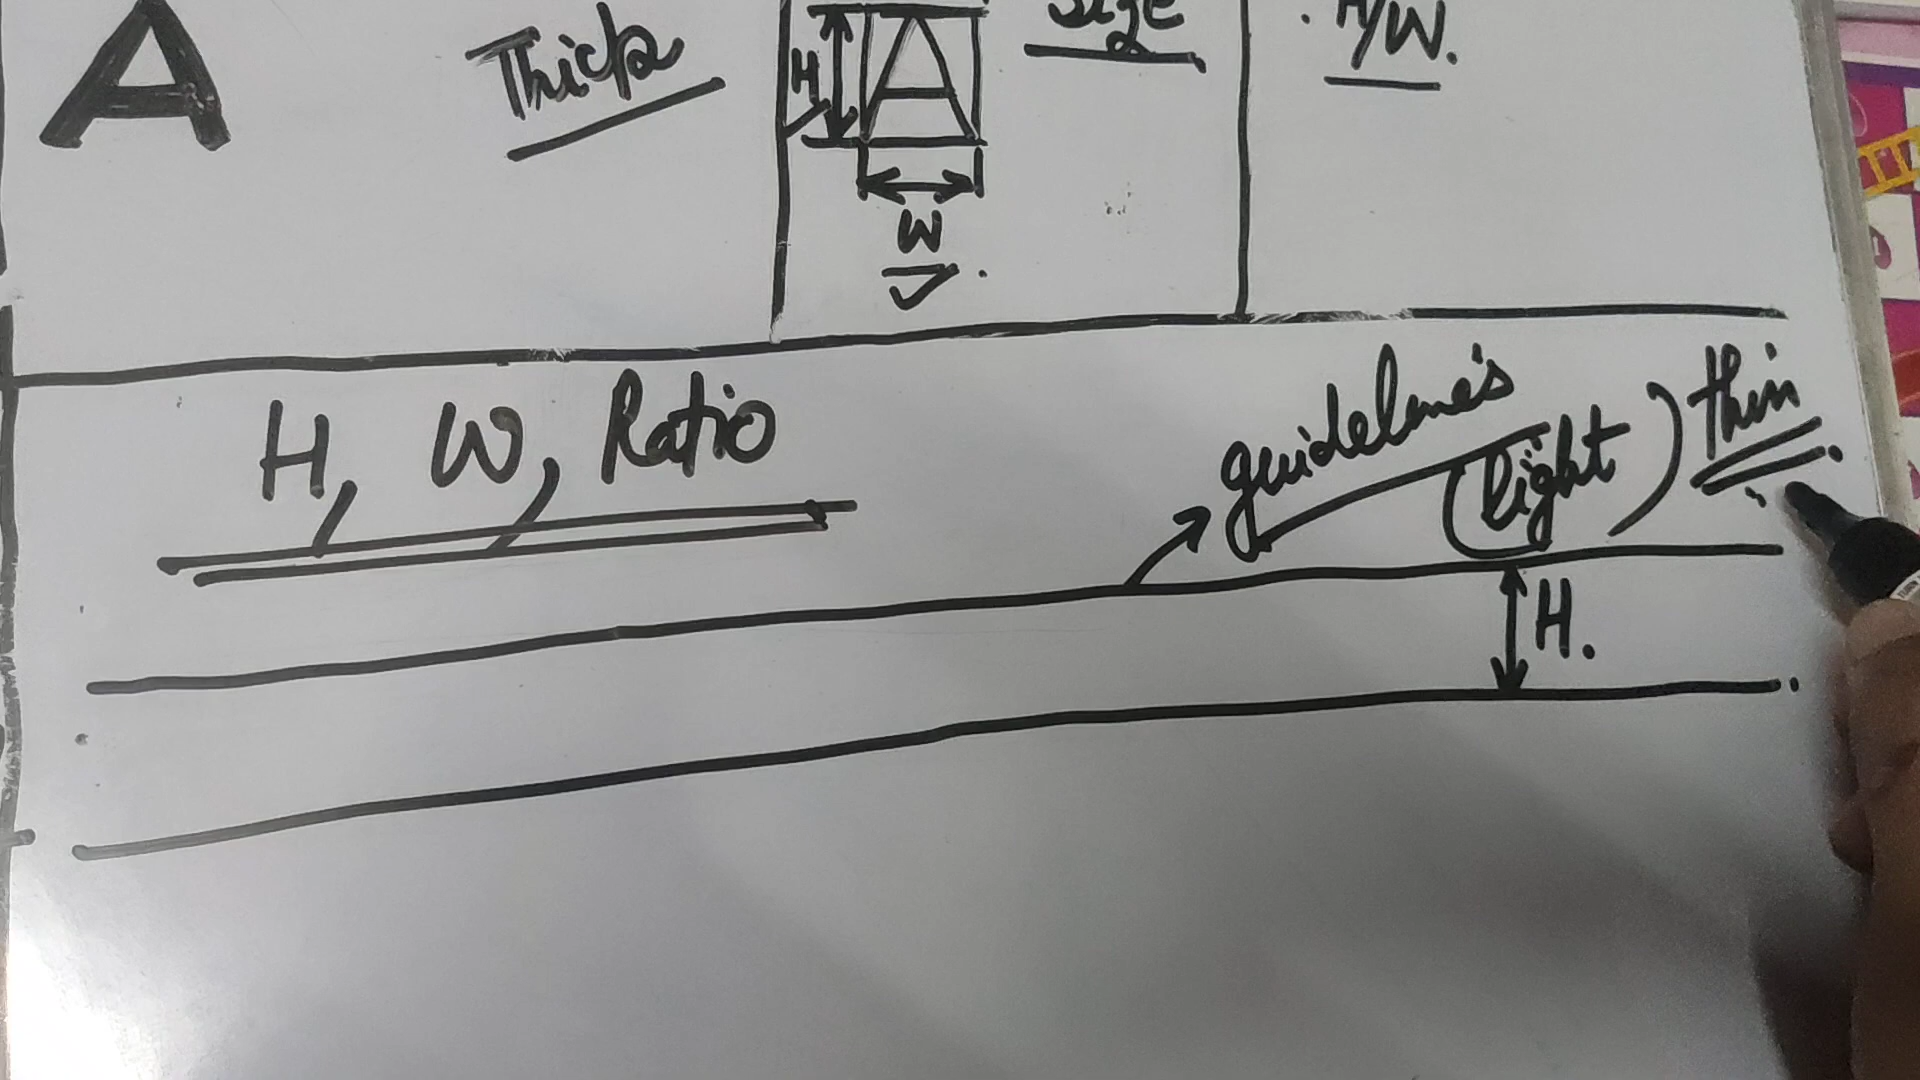 A
Thick
H
A
W
Size
H/W.
H, W, Ratio
guideline's
(light) thin
H.